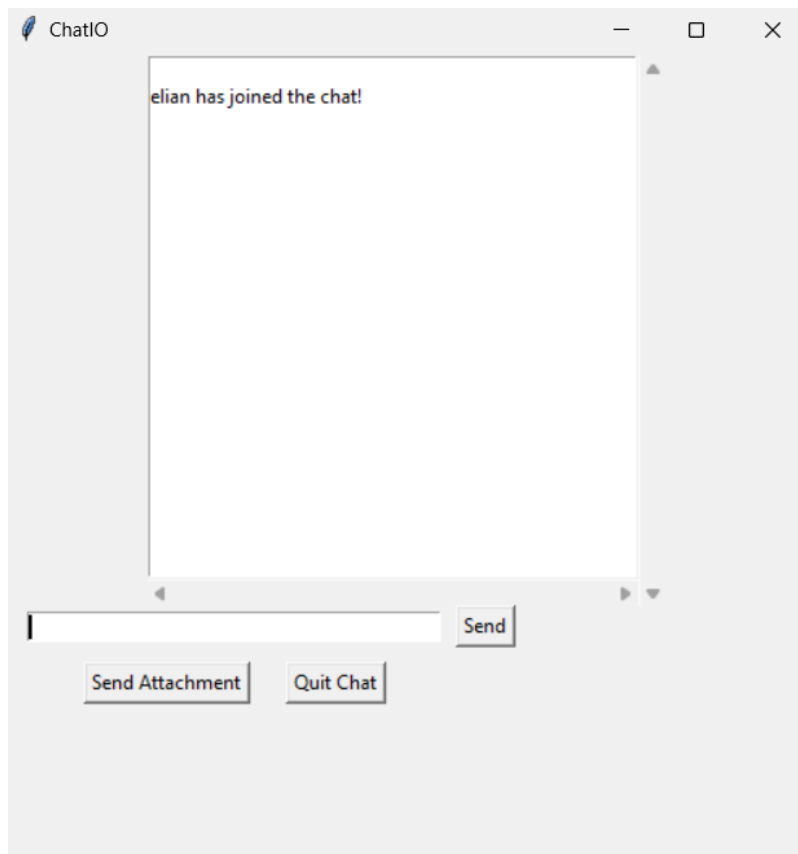 ChatIO
elian has joined the chat!
Send
Send Attachment
Quit Chat